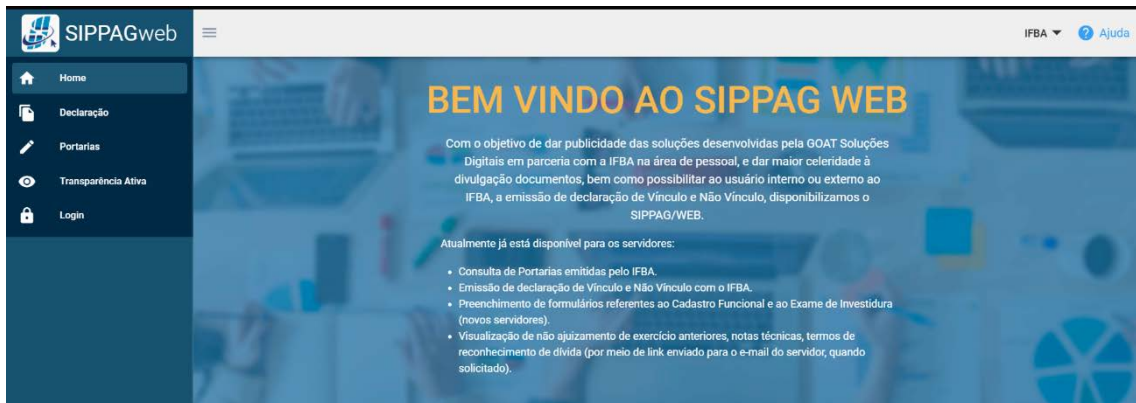 SIPPAGweb
IFBA
Ajuda
Home
Declaração
Portarias
Transparência Ativa
Login
BEM VINDO AO SIPPAG WEB
Com o objetivo de dar publicidade das soluções desenvolvidas pela GOAT Soluções
Digitais em parceria com a IFBA na área de pessoal, e dar maior celeridade à
divulgação documentos, bem como possibilitar ao usuário interno ou externo ao
IFBA, a emissão de declaração de Vínculo e Não Vínculo, disponibilizamos o
SIPPAG/WEB.
Atualmente já está disponível para os servidores:
• Consulta de Portarias emitidas pelo IFBA.
• Emissão de declaração de Vínculo e Não Vínculo com o IFBA.
• Preenchimento de formulários referentes ao Cadastro Funcional e ao Exame de Investidura
(novos servidores).
• Visualização de não ajuizamento de exercício anteriores, notas técnicas, termos de
reconhecimento de dívida (por meio de link enviado para o e-mail do servidor, quando
solicitado).